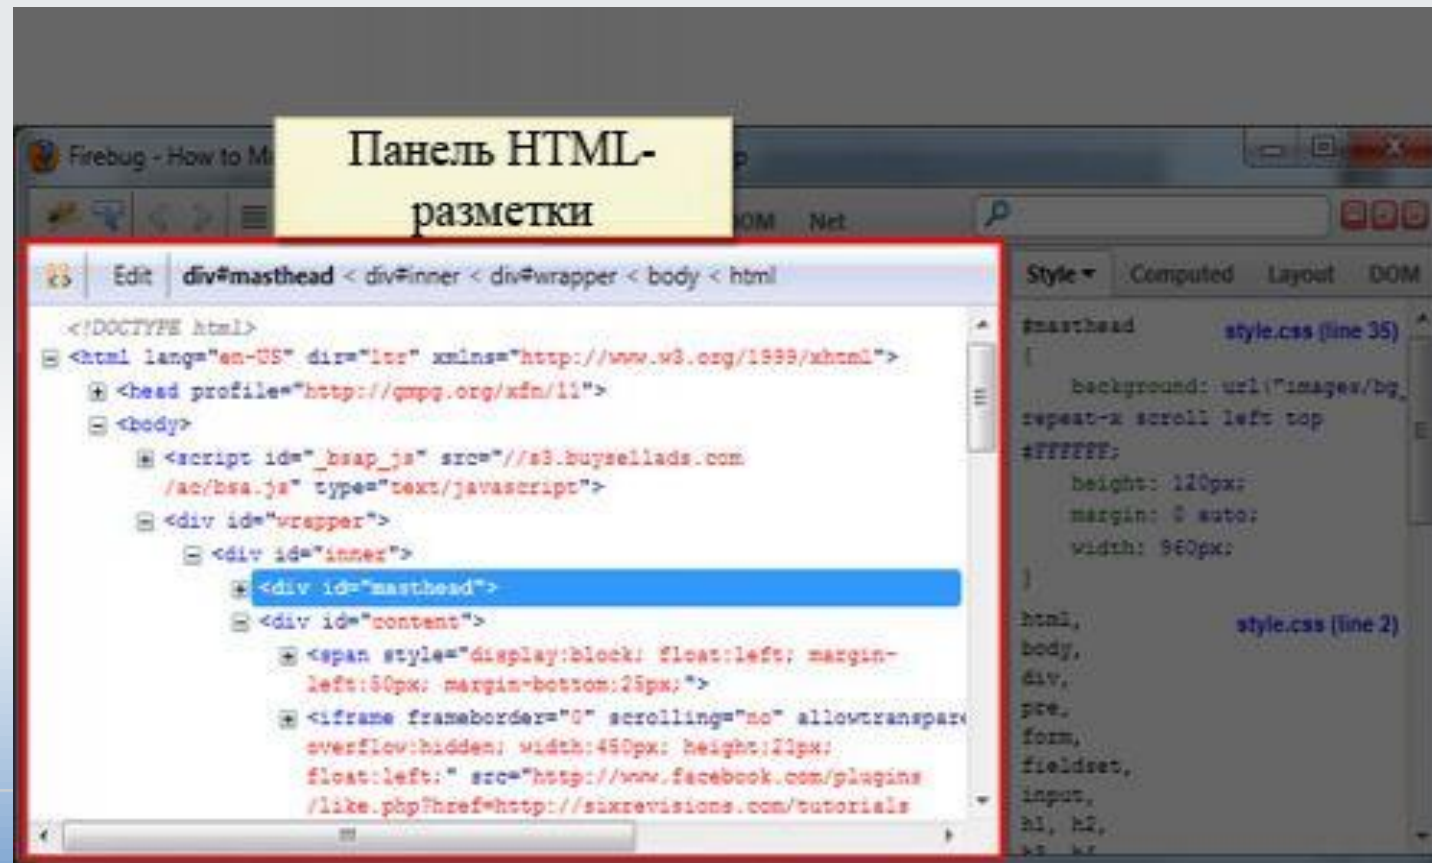 Панель HTML-
разметки
Firebug - How to M
p
OM Net
Edit div#masthead < div#inner < div#wrapper < body < html
<!DOCTYPE html>
<html lang="en-US" dir="ltr" xmlns="http://www.w3.org/1999/xhtml">
<head profile="http://gmpg.org/xfn/11">
<body>
<script id="_bsap_js" src="//s3.buysellads.com
/ac/bsa.js" type="text/javascript">
<div id="wrapper">
<div id="inner">
<div id="masthead">
<div id="content">
<span style="display:block; float:left; margin-
left:50px; margin-bottom:25px;">
<iframe frameborder="0" scrolling="no" allowtranspare
overflow:hidden; width:450px; height:21px;
float:left;" src="http://www.facebook.com/plugins
/like.php?href=http://sixrevisions.com/tutorials
Style Computed Layout DOM
#masthead style.css (line 35)
{
background: url("images/bg_
repeat-x scroll left top
#FFFFFF;
height: 120px;
margin: 0 auto;
width: 960px;
}
html, style.css (line 2)
body,
div,
pre,
form,
fieldset,
input,
h1, h2,
h3, h4